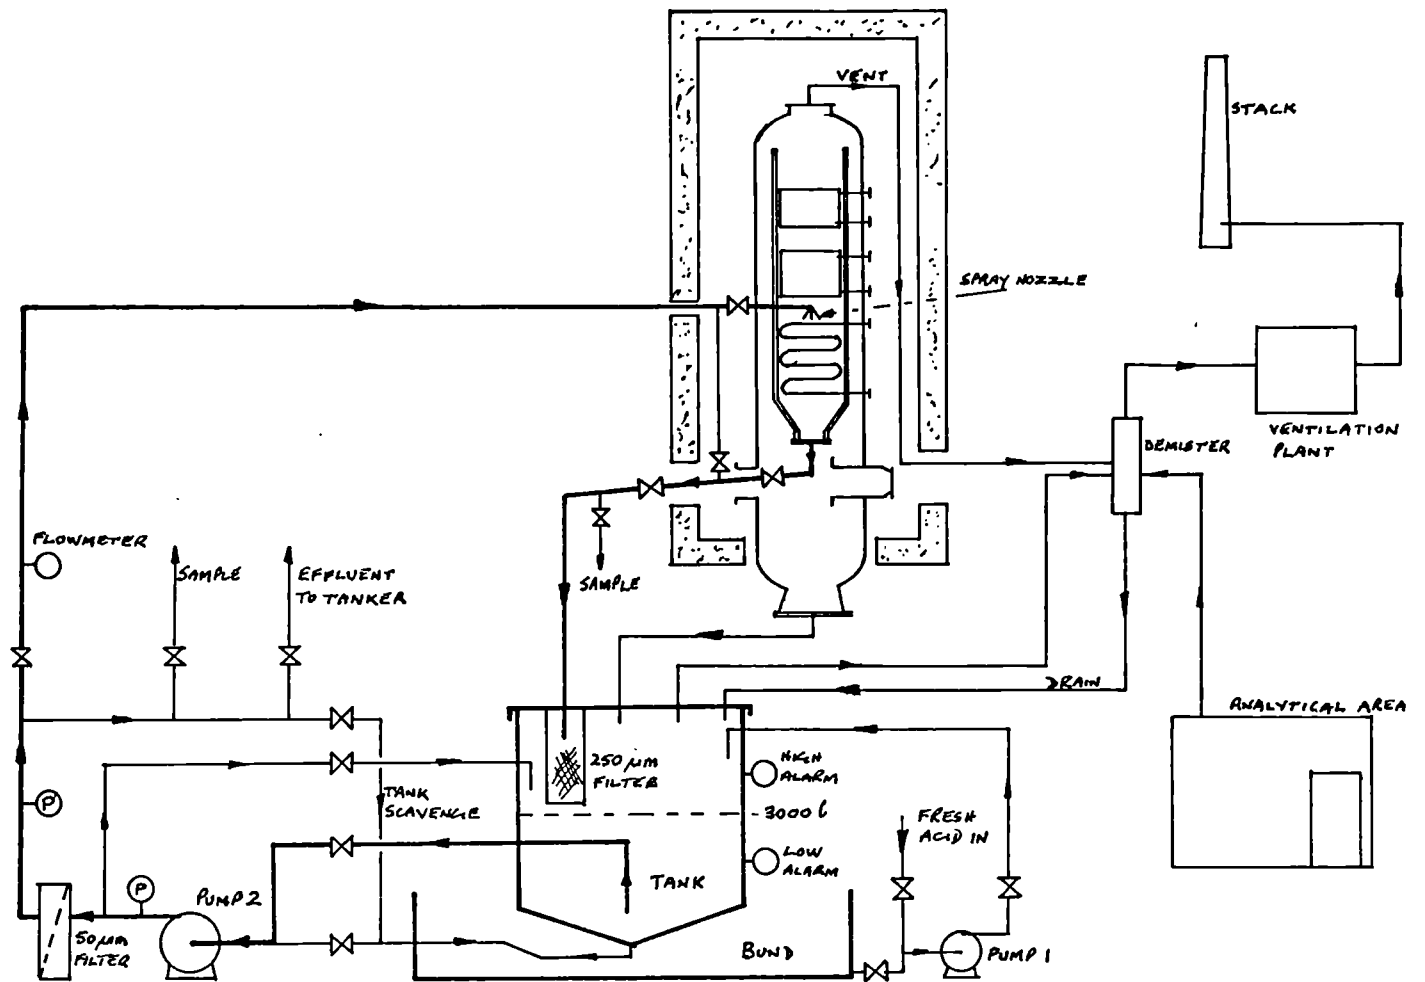 VENT
STACK
SPRAY NOZZLE
VENTILATION
PLANT
DEMISTER
FLOWMETER
SAMPLE
EFFLUENT
TO TANKER
SAMPLE
DRAIN
ANALYTICAL AREA
250 µm
FILTER
HIGH
ALARM
TANK
SCAVENGE
3000 l
FRESH
ACID IN
P
LOW
ALARM
TANK
P
PUMP 2
50 µm
FILTER
BUND
PUMP 1